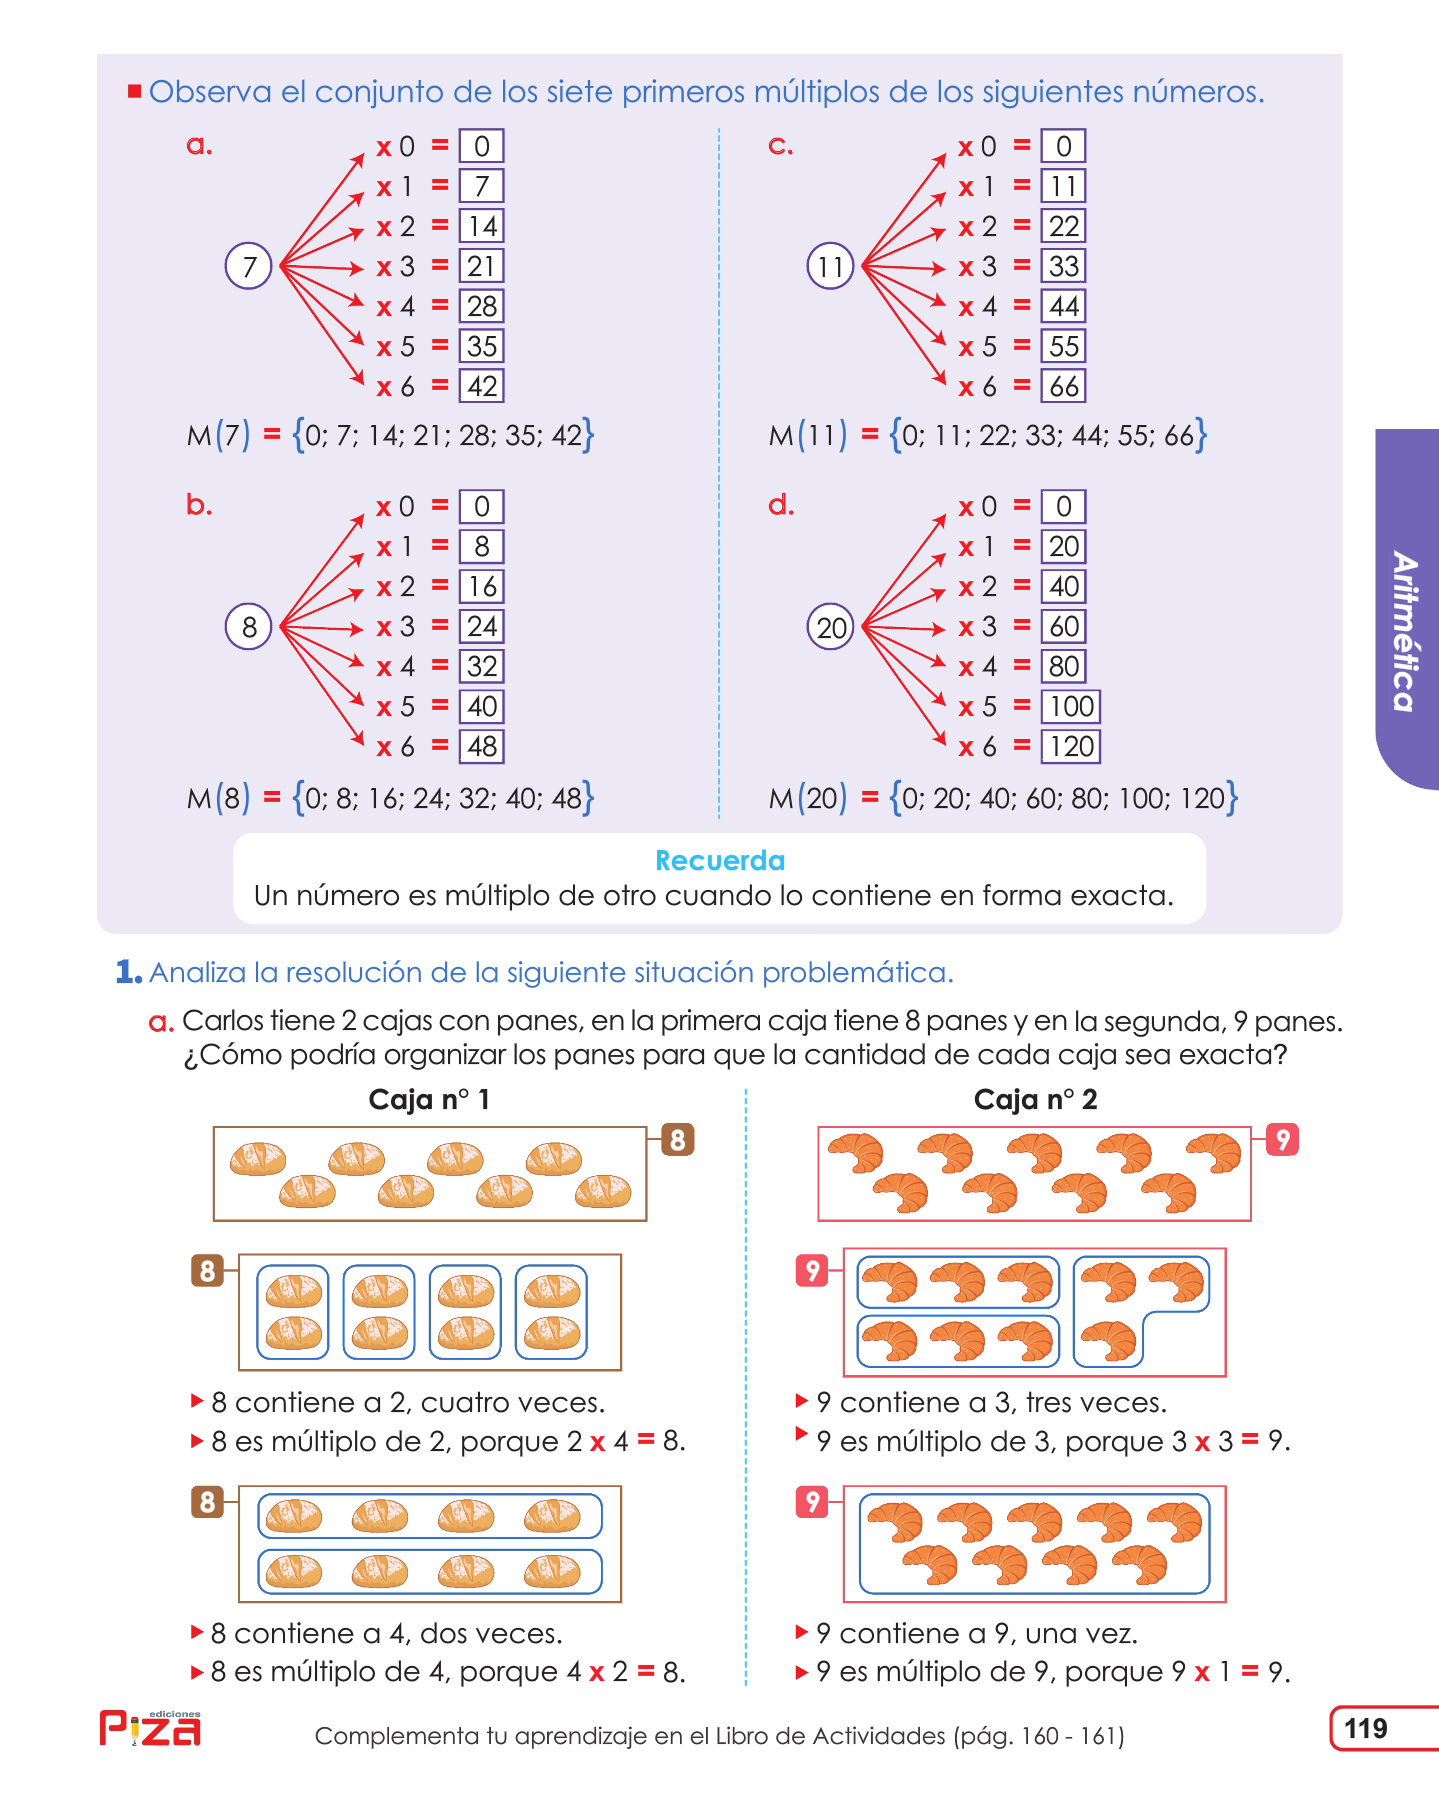 Observa el conjunto de los siete primeros múltiplos de los siguientes números.
a.
7
x 0 = 0
x 1 = 7
x 2 = 14
x 3 = 21
x 4 = 28
x 5 = 35
x 6 = 42
M(7) = {0; 7; 14; 21; 28; 35; 42}
c.
11
x 0 = 0
x 1 = 11
x 2 = 22
x 3 = 33
x 4 = 44
x 5 = 55
x 6 = 66
M(11) = {0; 11; 22; 33; 44; 55; 66}
b.
8
x 0 = 0
x 1 = 8
x 2 = 16
x 3 = 24
x 4 = 32
x 5 = 40
x 6 = 48
M(8) = {0; 8; 16; 24; 32; 40; 48}
d.
20
x 0 = 0
x 1 = 20
x 2 = 40
x 3 = 60
x 4 = 80
x 5 = 100
x 6 = 120
M(20) = {0; 20; 40; 60; 80; 100; 120}
Recuerda
Un número es múltiplo de otro cuando lo contiene en forma exacta.
Aritmética
1. Analiza la resolución de la siguiente situación problemática.
a. Carlos tiene 2 cajas con panes, en la primera caja tiene 8 panes y en la segunda, 9 panes.
¿Cómo podría organizar los panes para que la cantidad de cada caja sea exacta?
Caja n° 1
8
8
8 contiene a 2, cuatro veces.
8 es múltiplo de 2, porque 2 x 4 = 8.
8
8 contiene a 4, dos veces.
8 es múltiplo de 4, porque 4 x 2 = 8.
Caja n° 2
9
9
9 contiene a 3, tres veces.
9 es múltiplo de 3, porque 3 x 3 = 9.
9
9 contiene a 9, una vez.
9 es múltiplo de 9, porque 9 x 1 = 9.
ediciones
Piza
Complementa tu aprendizaje en el Libro de Actividades (pág. 160 - 161)
119